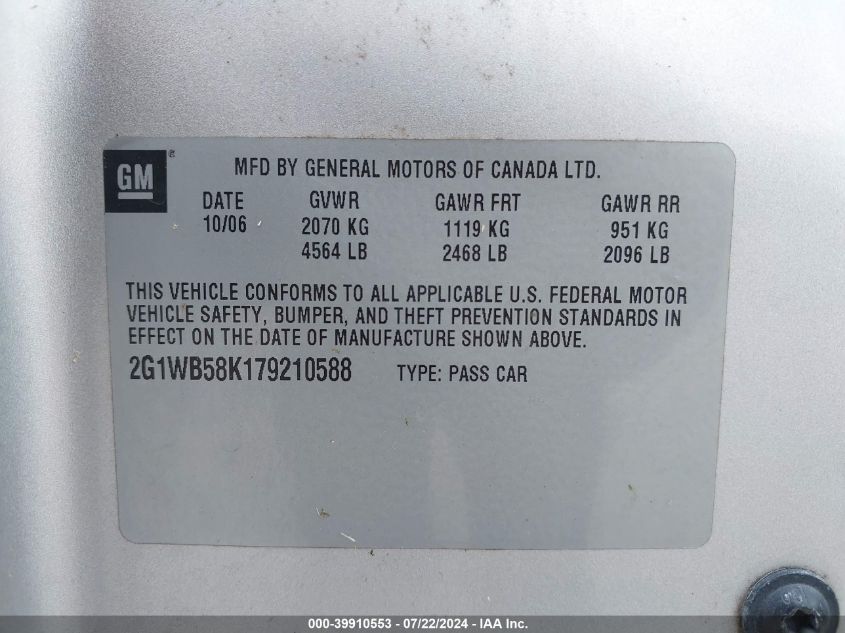 GM®
MFD BY GENERAL MOTORS OF CANADA LTD.
DATE GVWR GAWR FRT GAWR RR
10/06 2070 KG 1119 KG 951 KG
4564 LB 2468 LB 2096 LB
THIS VEHICLE CONFORMS TO ALL APPLICABLE U.S. FEDERAL MOTOR
VEHICLE SAFETY, BUMPER, AND THEFT PREVENTION STANDARDS IN
EFFECT ON THE DATE OF MANUFACTURE SHOWN ABOVE.
2G1WB58K179210588 TYPE: PASS CAR
000-39910553 - 07/22/2024 - IAA Inc.